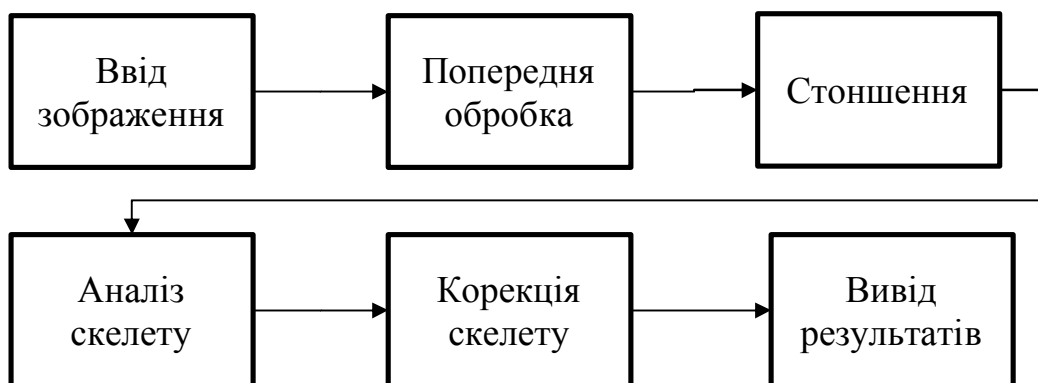 Ввід
зображення
Попередня
обробка
Стоншення
Аналіз
скелету
Корекція
скелету
Вивід
результатів